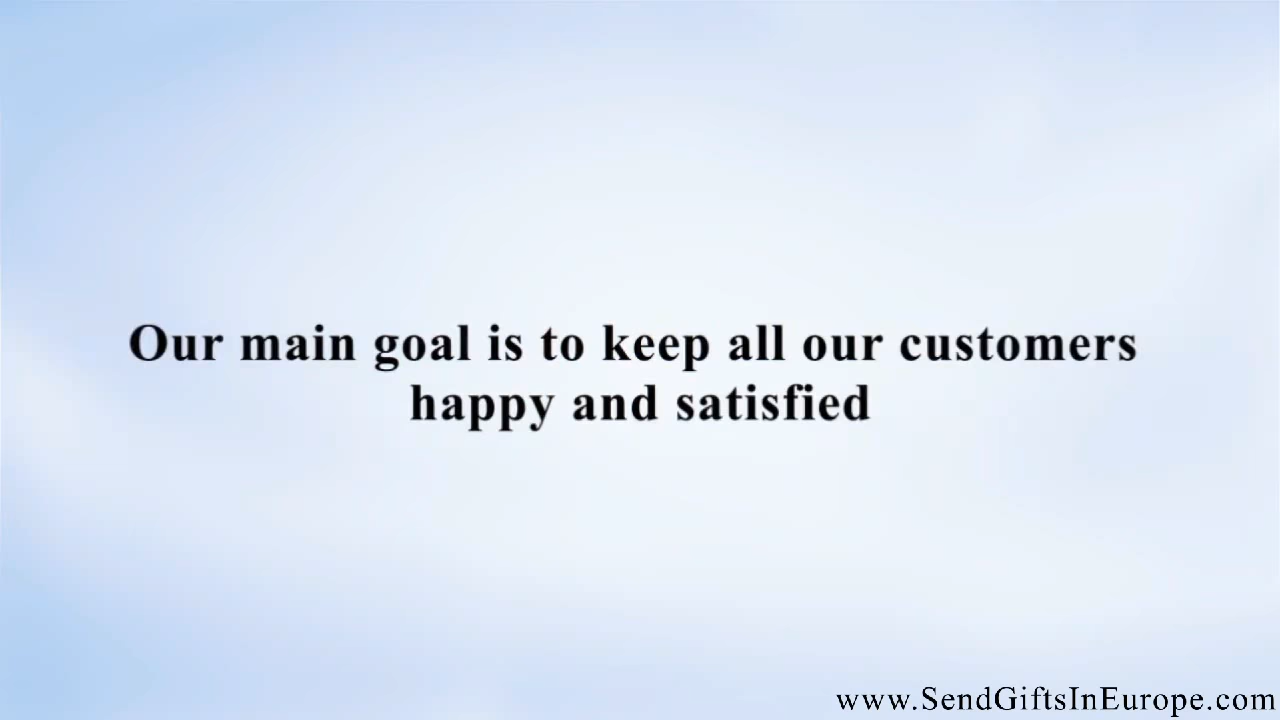 Our main goal is to keep all our customers
happy and satisfied
www.SendGiftsInEurope.com